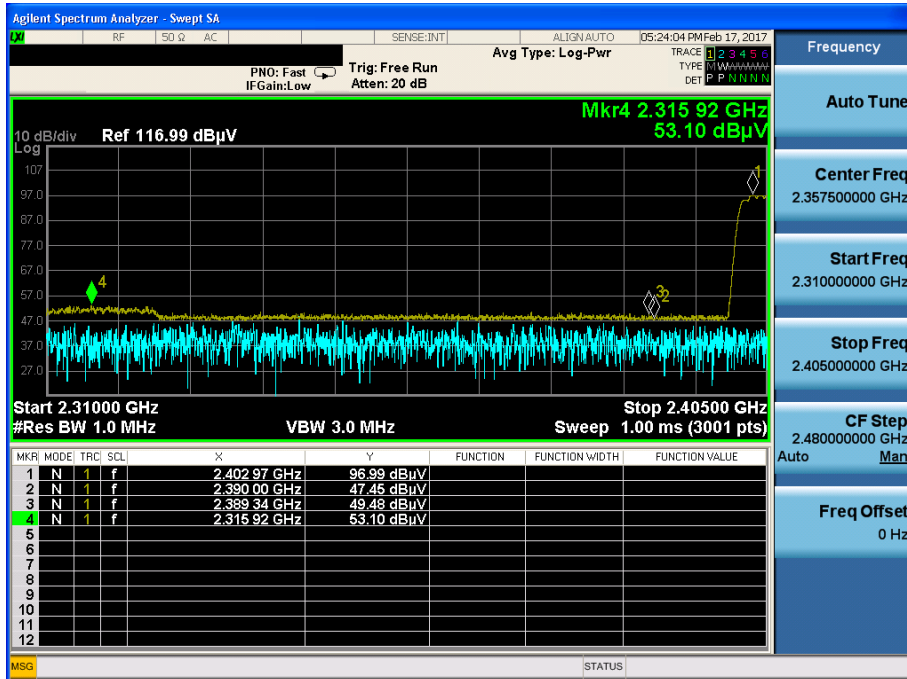 Agilent Spectrum Analyzer - Swept SA
LXI RF 50 Ω AC SENSE:INT ALIGN AUTO 05:24:04 PM Feb 17, 2017
Frequency
Avg Type: Log-Pwr TRACE 1 2 3 4 5 6
PNO: Fast Trig: Free Run TYPE M W
IFGain:Low Atten: 20 dB DET P P N N N N
Auto Tune
Mkr4 2.315 92 GHz
53.10 dBµV
10 dB/div Ref 116.99 dBµV
Log
107
97.0
87.0
77.0
67.0
57.0
47.0
37.0
27.0
1
4
3
2
Start 2.31000 GHz Stop 2.40500 GHz
#Res BW 1.0 MHz VBW 3.0 MHz Sweep 1.00 ms (3001 pts)
Center Freq
2.357500000 GHz
Start Freq
2.310000000 GHz
Stop Freq
2.405000000 GHz
CF Step
2.480000000 GHz
Auto Man
Freq Offset
0 Hz
MKR MODE TRC SCL X Y FUNCTION FUNCTION WIDTH FUNCTION VALUE
1 N 1 f 2.402 97 GHz 96.99 dBµV
2 N 1 f 2.390 00 GHz 47.45 dBµV
3 N 1 f 2.389 34 GHz 49.48 dBµV
4 N 1 f 2.315 92 GHz 53.10 dBµV
5
6
7
8
9
10
11
12
MSG STATUS